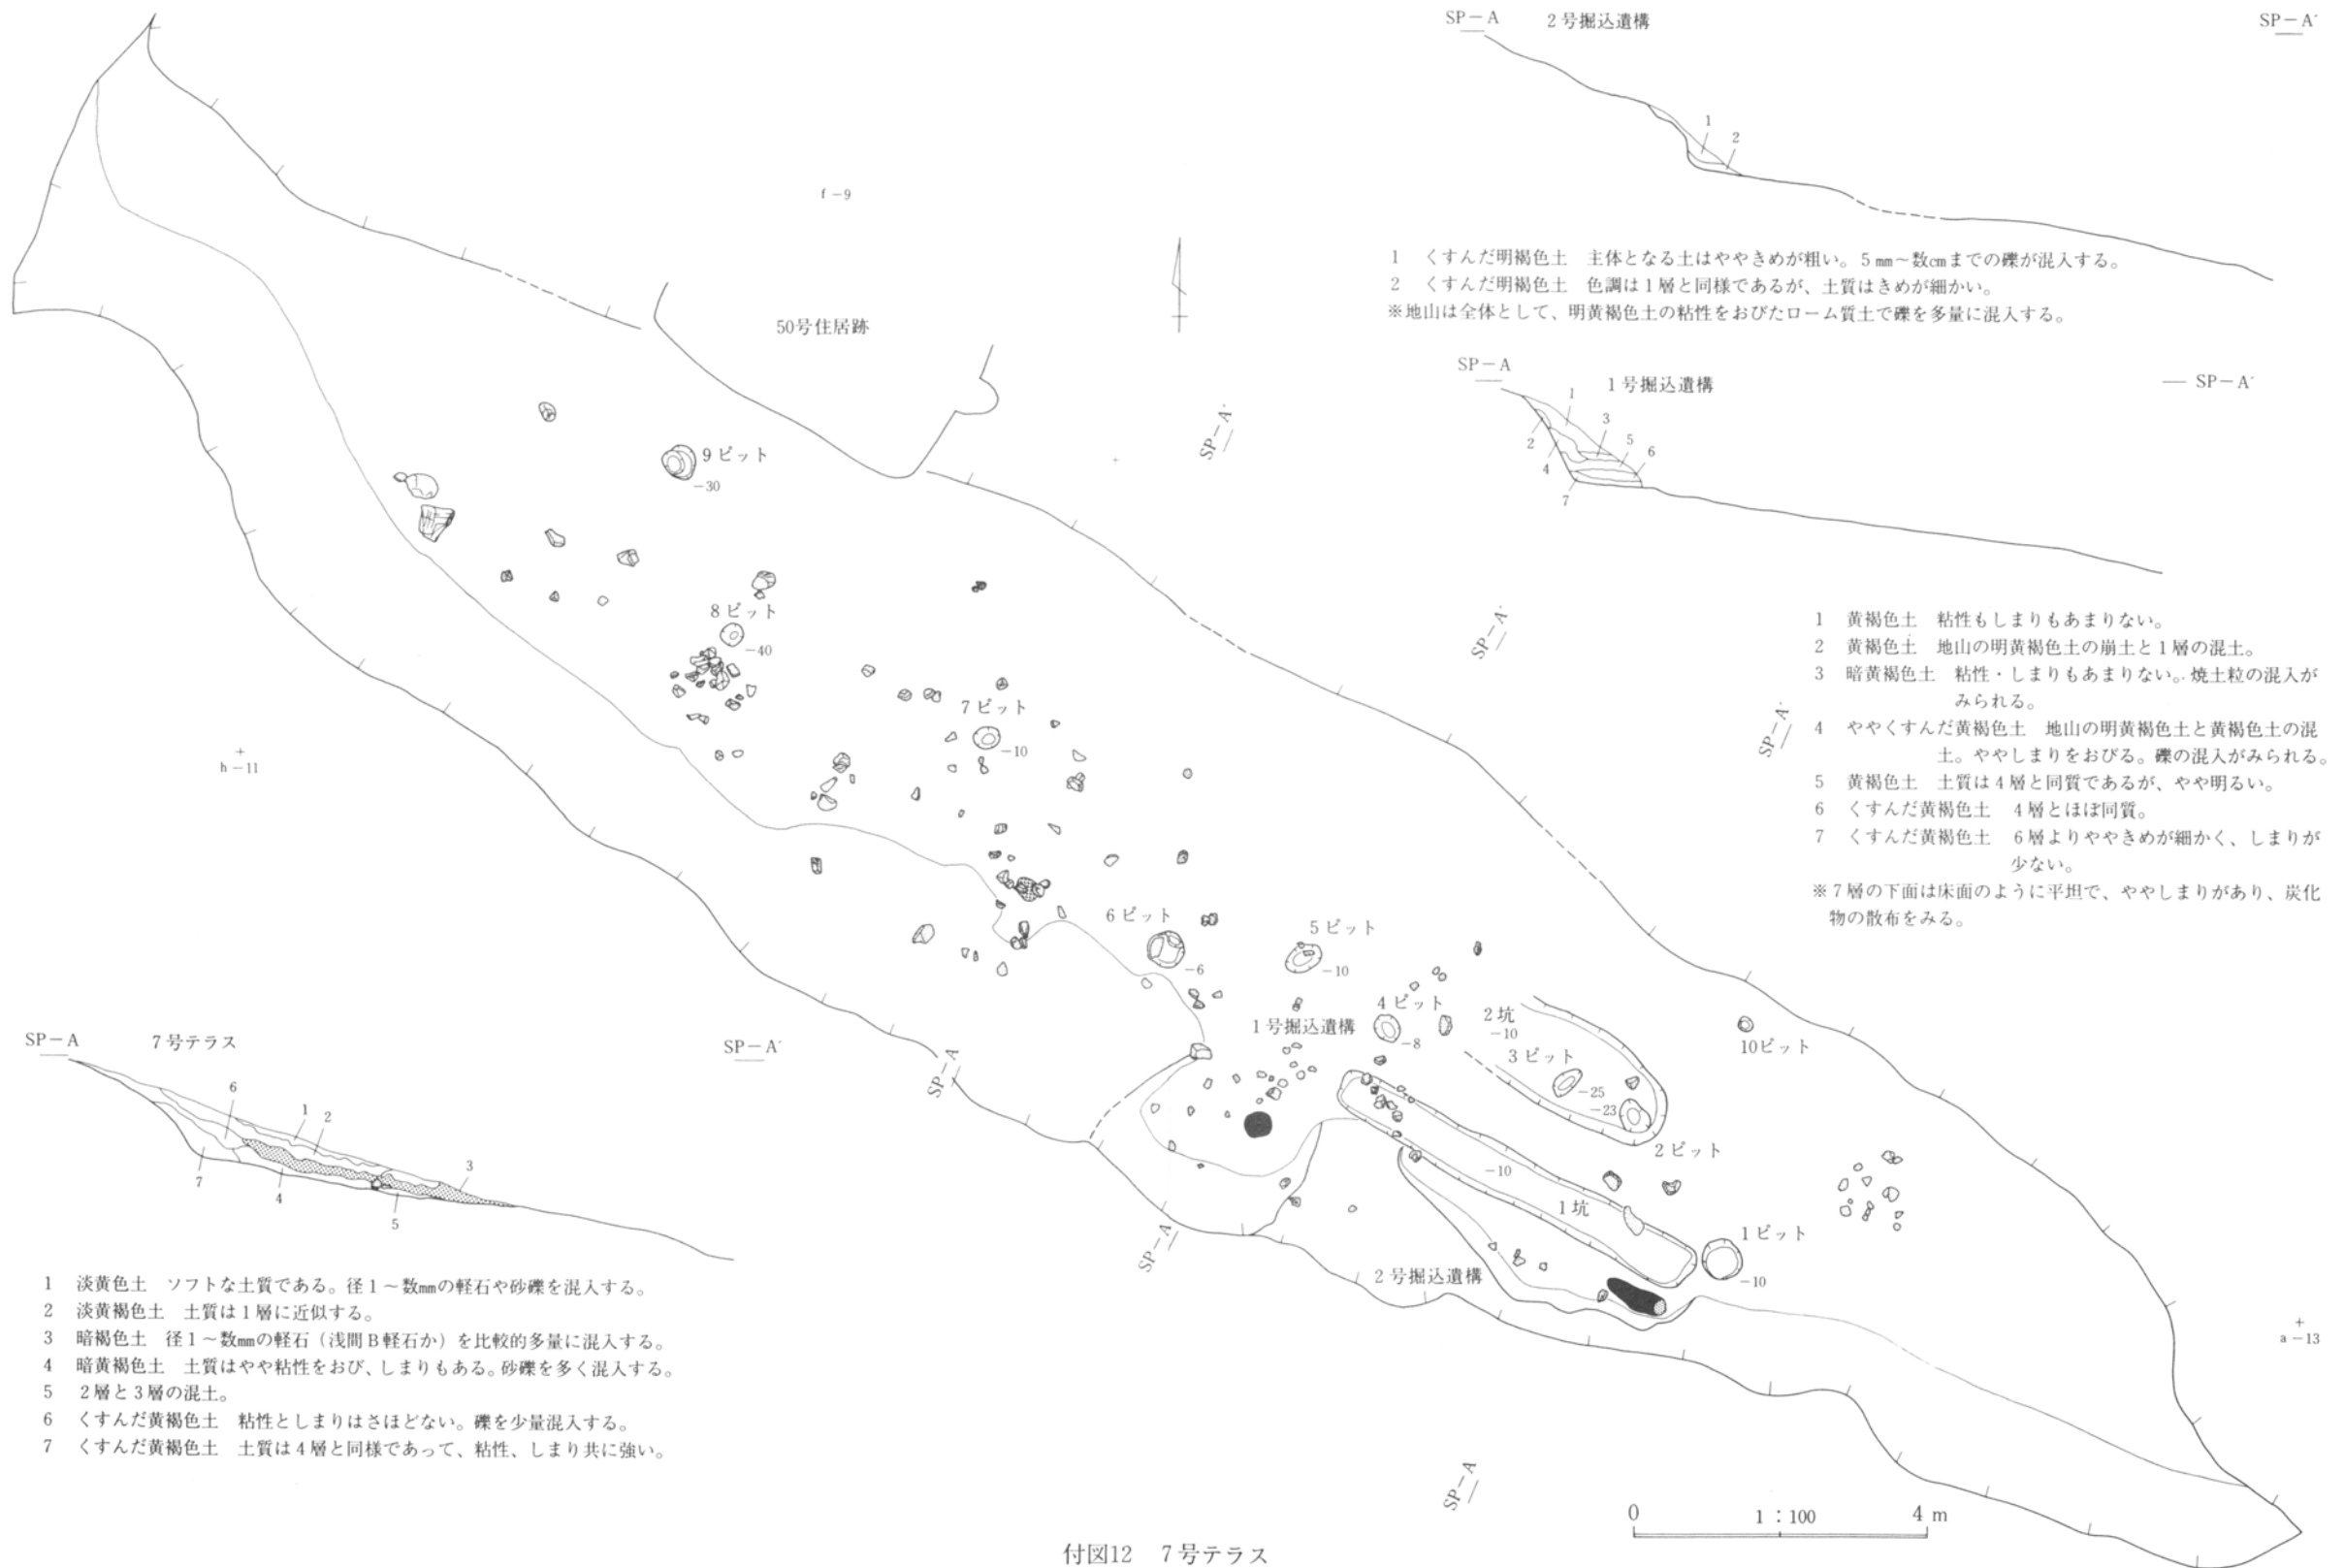 SP－A　2号掘込遺構　SP－A´
1
2
1　くすんだ明褐色土　主体となる土はややきめが粗い。5㎜～数㎝までの礫が混入する。
2　くすんだ明褐色土　色調は1層と同様であるが、土質はきめが細かい。
※地山は全体として、明黄褐色土の粘性をおびたローム質土で礫を多量に混入する。
SP－A　1号掘込遺構　SP－A´
1
3
5
6
2
4
7
1　黄褐色土　粘性もしまりもあまりない。
2　黄褐色土　地山の明黄褐色土の崩土と1層の混土。
3　暗黄褐色土　粘性・しまりもあまりない。焼土粒の混入が
みられる。
4　ややくすんだ黄褐色土　地山の明黄褐色土と黄褐色土の混
土。ややしまりをおびる。礫の混入がみられる。
5　黄褐色土　土質は4層と同質であるが、やや明るい。
6　くすんだ黄褐色土　4層とほぼ同質。
7　くすんだ黄褐色土　6層よりややきめが細かく、しまりが
少ない。
※7層の下面は床面のように平坦で、ややしまりがあり、炭化
物の散布をみる。
f－9
50号住居跡
SP－A´
9ピット
－30
8ピット
－40
SP－A´
7ピット
－10
SP－A´
h－11
6ピット
－6
5ピット
－10
4ピット
－8
1号掘込遺構
2坑
－10
3ピット
－25
－23
10ピット
2ピット
SP－A
－10
1坑
1ピット
－10
SP－A
2号掘込遺構
a－13
SP－A
SP－A　7号テラス　SP－A´
6
1
2
3
7
4
5
1　淡黄色土　ソフトな土質である。径1～数㎜の軽石や砂礫を混入する。
2　淡黄褐色土　土質は1層に近似する。
3　暗褐色土　径1～数㎜の軽石（浅間B軽石か）を比較的多量に混入する。
4　暗黄褐色土　土質はやや粘性をおび、しまりもある。砂礫を多く混入する。
5　2層と3層の混土。
6　くすんだ黄褐色土　粘性としまりはさほどない。礫を少量混入する。
7　くすんだ黄褐色土　土質は4層と同様であって、粘性、しまり共に強い。
0　1：100　4 m
付図12　7号テラス